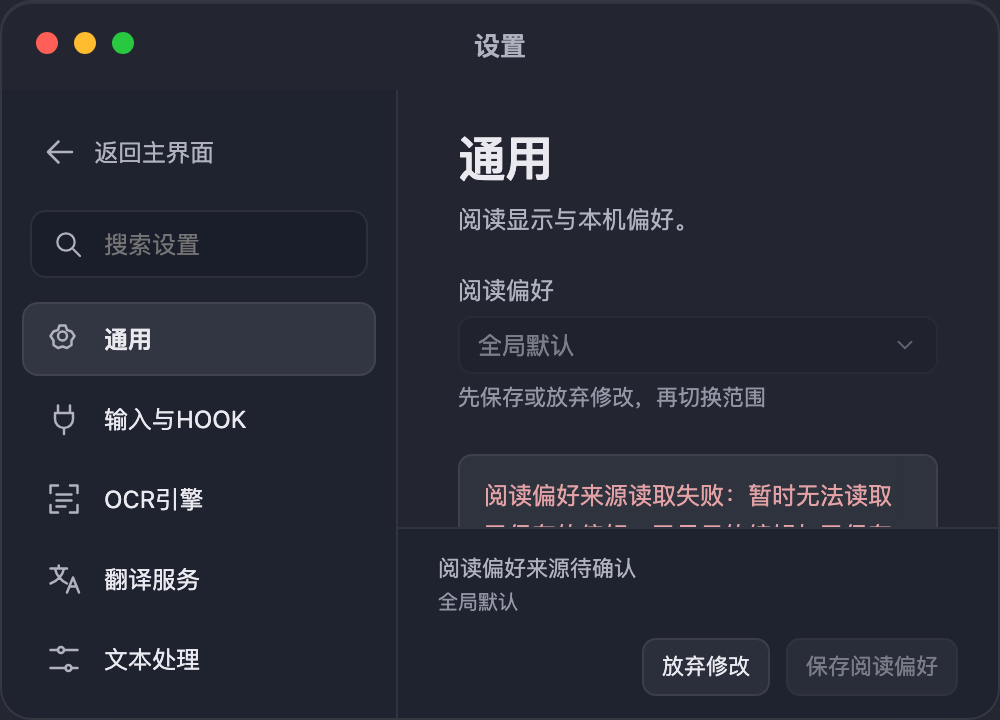 设置
返回主界面
搜索设置
通用
输入与HOOK
OCR引擎
翻译服务
文本处理
通用
阅读显示与本机偏好。
阅读偏好
全局默认
先保存或放弃修改，再切换范围
阅读偏好来源读取失败：暂时无法读取
阅读偏好来源待确认
全局默认
放弃修改
保存阅读偏好